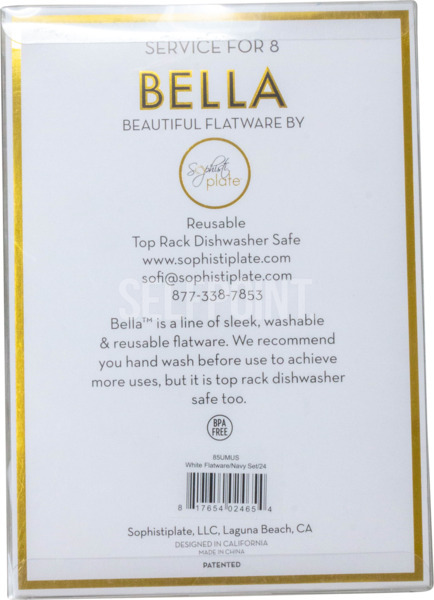 SERVICE FOR 8
BELLA
BEAUTIFUL FLATWARE BY
Sophisti
plate
Reusable
Top Rack Dishwasher Safe
www.sophistiplate.com
sofi@sophistiplate.com
SELLPOINT
877-338-7853
Bella™ is a line of sleek, washable
& reusable flatware. We recommend
you hand wash before use to achieve
more uses, but it is top rack dishwasher
safe too.
BPA
FREE
85UMUS
White Flatware/Navy Set/24
8 17654 02465 4
Sophistiplate, LLC, Laguna Beach, CA
DESIGNED IN CALIFORNIA
MADE IN CHINA
PATENTED